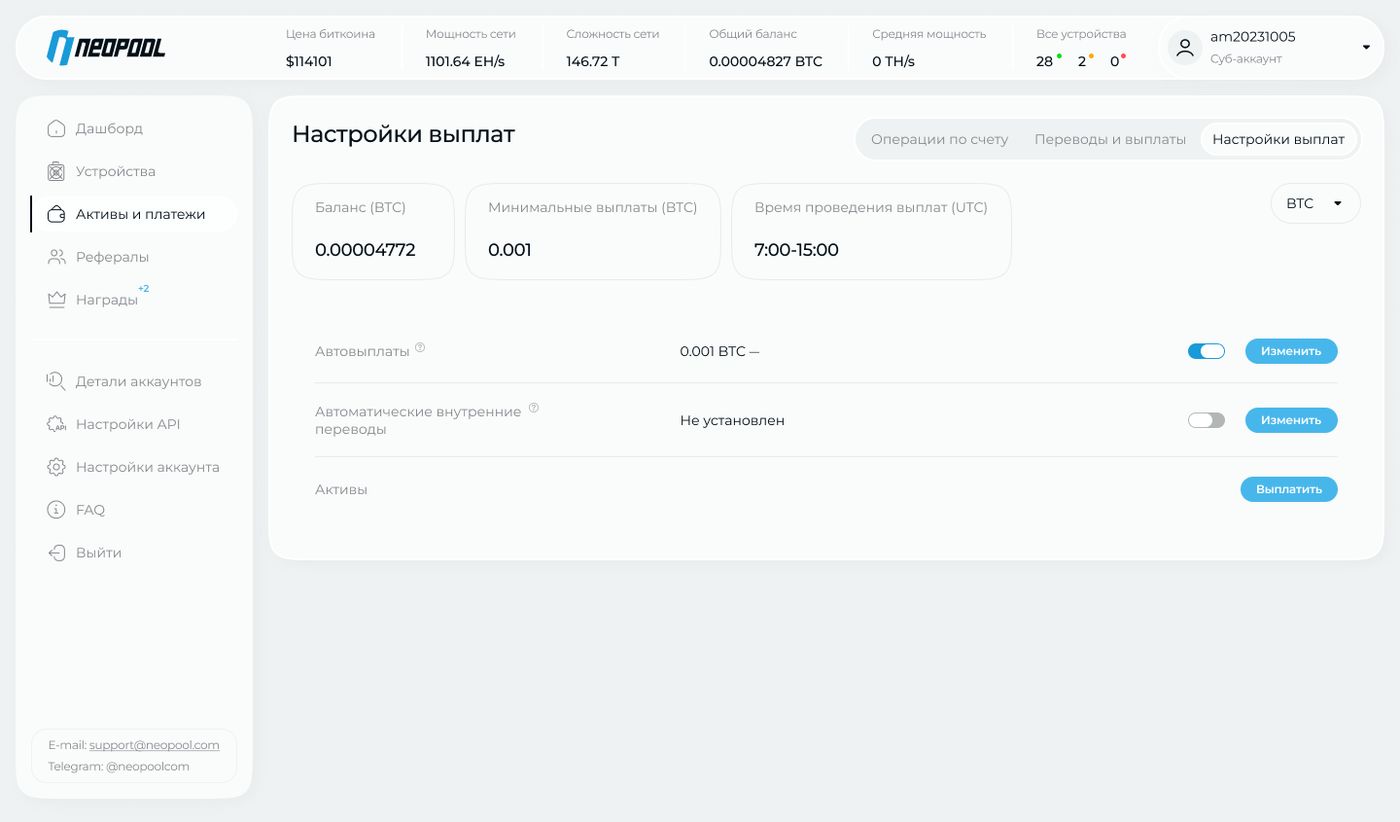 NEOPOOL
Цена биткоина
$114101
Мощность сети
1101.64 EH/s
Сложность сети
146.72 T
Общий баланс
0.00004827 BTC
Средняя мощность
0 TH/s
Все устройства
28 2 0
am20231005
Суб-аккаунт
Дашборд
Устройства
Активы и платежи
Рефералы
Награды +2
Детали аккаунтов
Настройки API
Настройки аккаунта
FAQ
Выйти
E-mail: support@neopool.com
Telegram: @neopoolcom
Настройки выплат
Операции по счету
Переводы и выплаты
Настройки выплат
Баланс (BTC)
0.00004772
Минимальные выплаты (BTC)
0.001
Время проведения выплат (UTC)
7:00-15:00
BTC
Автовыплаты
0.001 BTC —
Изменить
Автоматические внутренние
переводы
Не установлен
Изменить
Активы
Выплатить